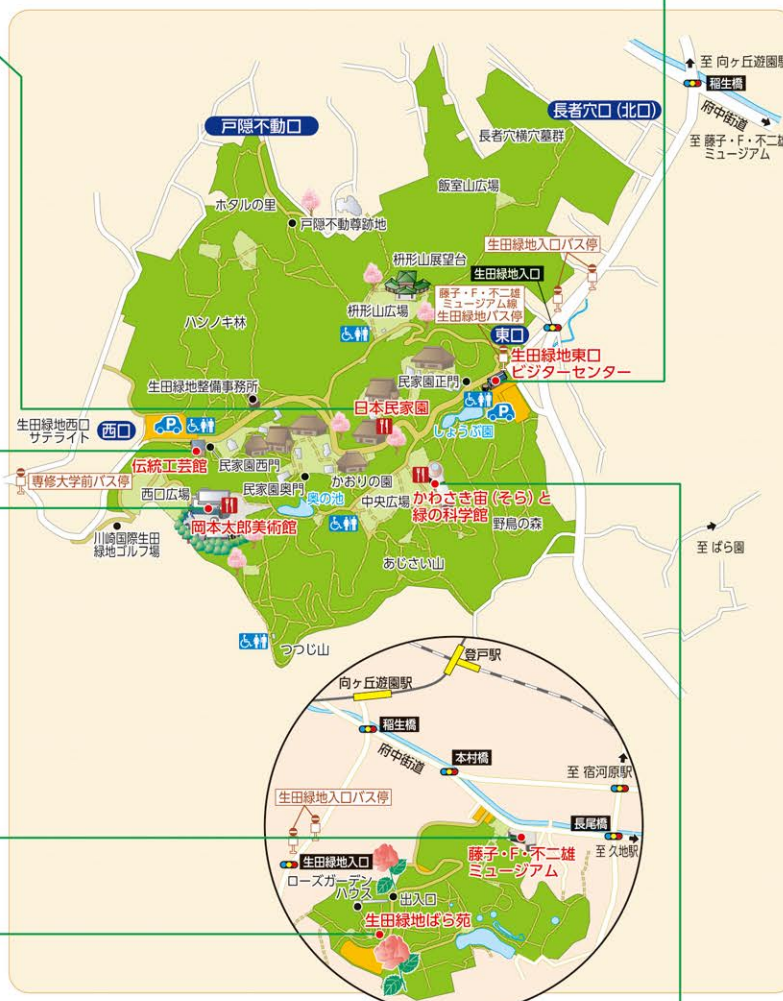 至 向ヶ丘遊園駅
稲生橋
府中街道
至 藤子・F・不二雄
ミュージアム
戸隠不動口
長者穴口(北口)
長者穴横穴墓群
飯室山広場
ホタルの里
戸隠不動尊跡地
生田緑地入口バス停
枡形山展望台
生田緑地入口
枡形山広場
藤子・F・不二雄
ミュージアム線
生田緑地バス停
ハンノキ林
東口
生田緑地東口
ビジターセンター
民家園正門
生田緑地整備事務所
日本民家園
P
P
しょうぶ園
生田緑地西口
サテライト
西口
伝統工芸館
民家園西門
かおりの園
専修大学前バス停
西口広場
民家園奥門
奥の池
中央広場
かわさき宙(そら)と
緑の科学館
岡本太郎美術館
野鳥の森
川崎国際生田
緑地ゴルフ場
至 ばら園
あじさい山
つつじ山
登戸駅
向ヶ丘遊園駅
稲生橋
府中街道
本村橋
至 宿河原駅
生田緑地入口バス停
長尾橋
至 久地駅
藤子・F・不二雄
ミュージアム
生田緑地入口
ローズガーデン
ハウス
出入口
生田緑地ばら苑